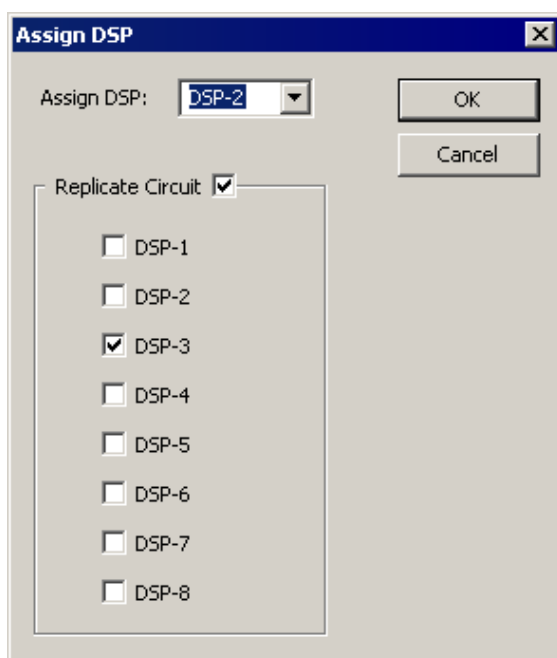 Assign DSP
Assign DSP: DSP-2
OK
Cancel
Replicate Circuit
DSP-1
DSP-2
DSP-3
DSP-4
DSP-5
DSP-6
DSP-7
DSP-8